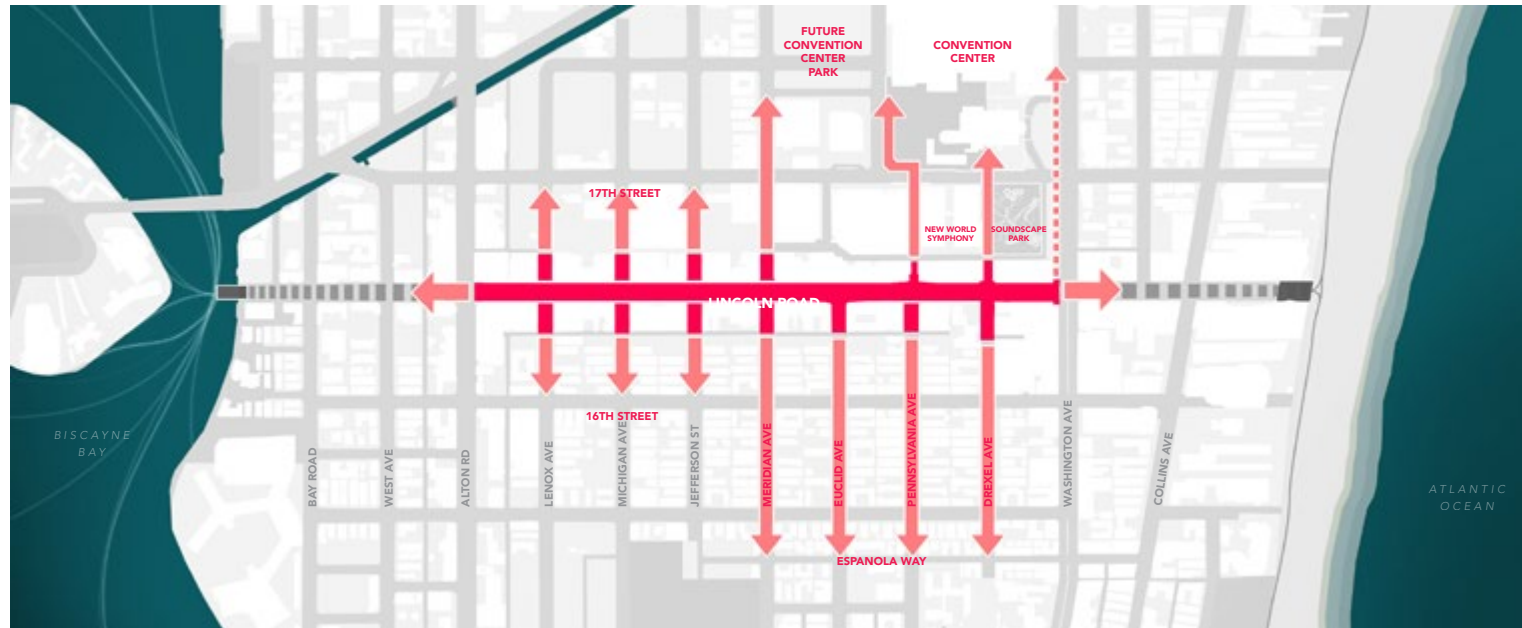 FUTURE
CONVENTION
CENTER
PARK
CONVENTION
CENTER
17TH STREET
NEW WORLD
SYMPHONY
SOUNDSCAPE
PARK
LINCOLN ROAD
16TH STREET
BISCAYNE
BAY
BAY ROAD
WEST AVE
ALTON RD
LENOX AVE
MICHIGAN AVE
JEFFERSON ST
MERIDIAN AVE
EUCLID AVE
PENNSYLVANIA AVE
DREXEL AVE
WASHINGTON AVE
COLLINS AVE
ATLANTIC
OCEAN
ESPANOLA WAY